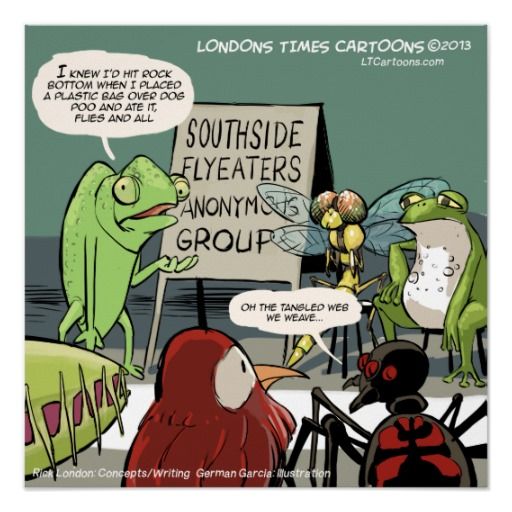 LONDONS TIMES CARTOONS ©2013
LTCartoons.com
I KNEW I'D HIT ROCK
BOTTOM WHEN I PLACED
A PLASTIC BAG OVER DOG
POO AND ATE IT,
FLIES AND ALL
SOUTHSIDE
FLYEATERS
ANONYMOUS
GROUP
OH THE TANGLED WEB
WE WEAVE...
Rick London: Concepts/Writing German Garcia: Illustration